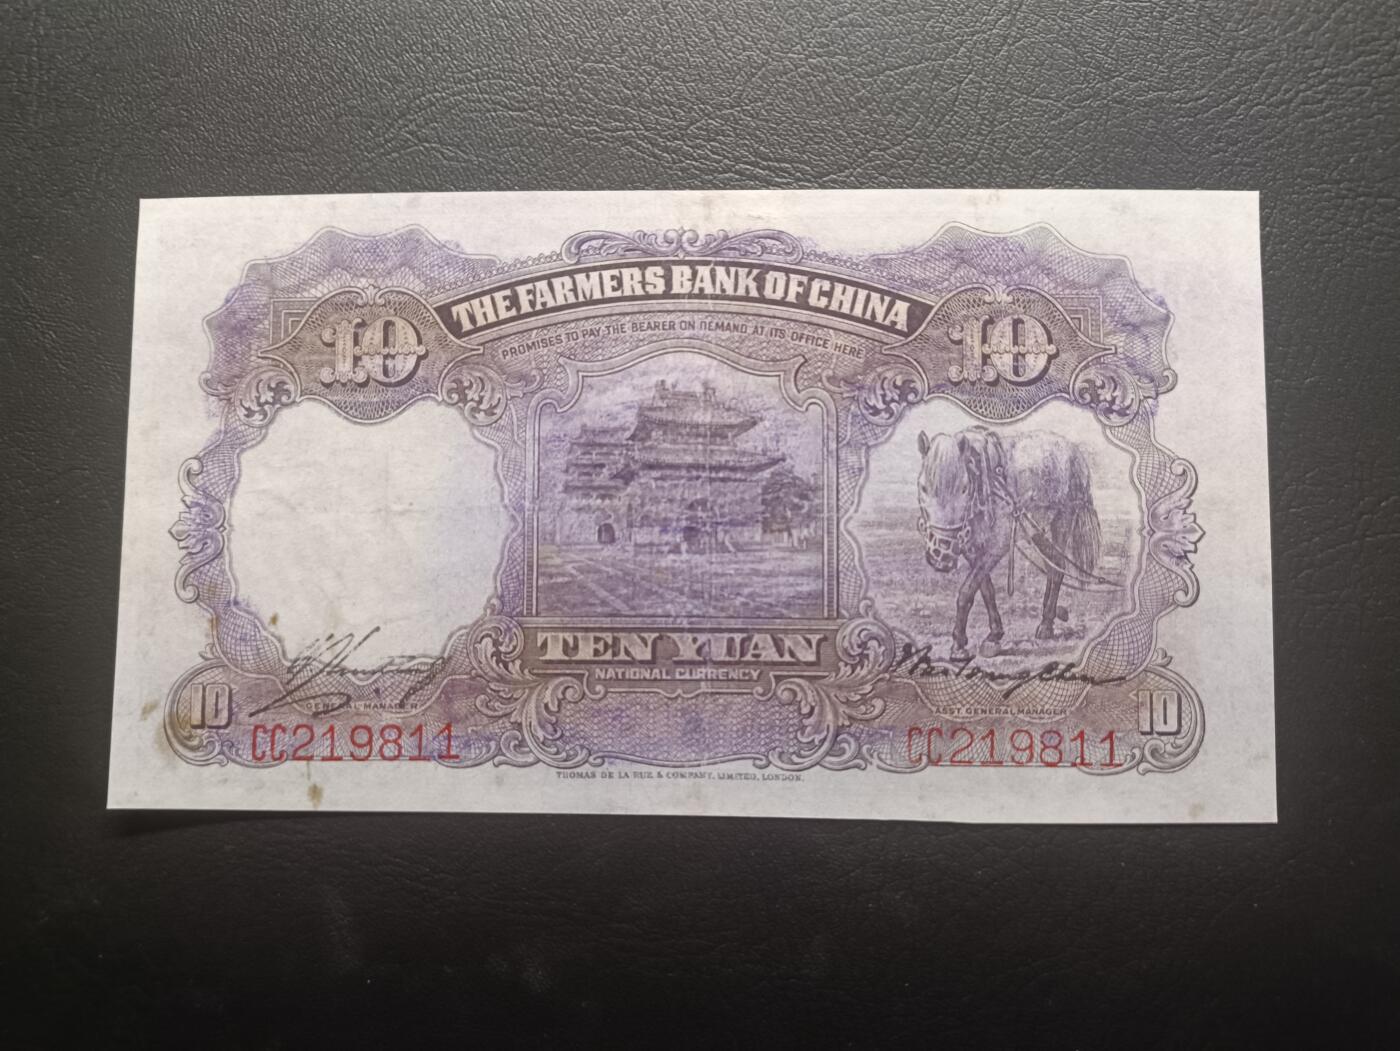 THE FARMERS BANK OF CHINA
PROMISES TO PAY THE BEARER ON DEMAND AT ITS OFFICE HERE
10 10
TEN YUAN
NATIONAL CURRENCY
GENERAL MANAGER
ASST GENERAL MANAGER
10 10
CC219811 CC219811
THOMAS DE LA RUE & COMPANY, LIMITED, LONDON.